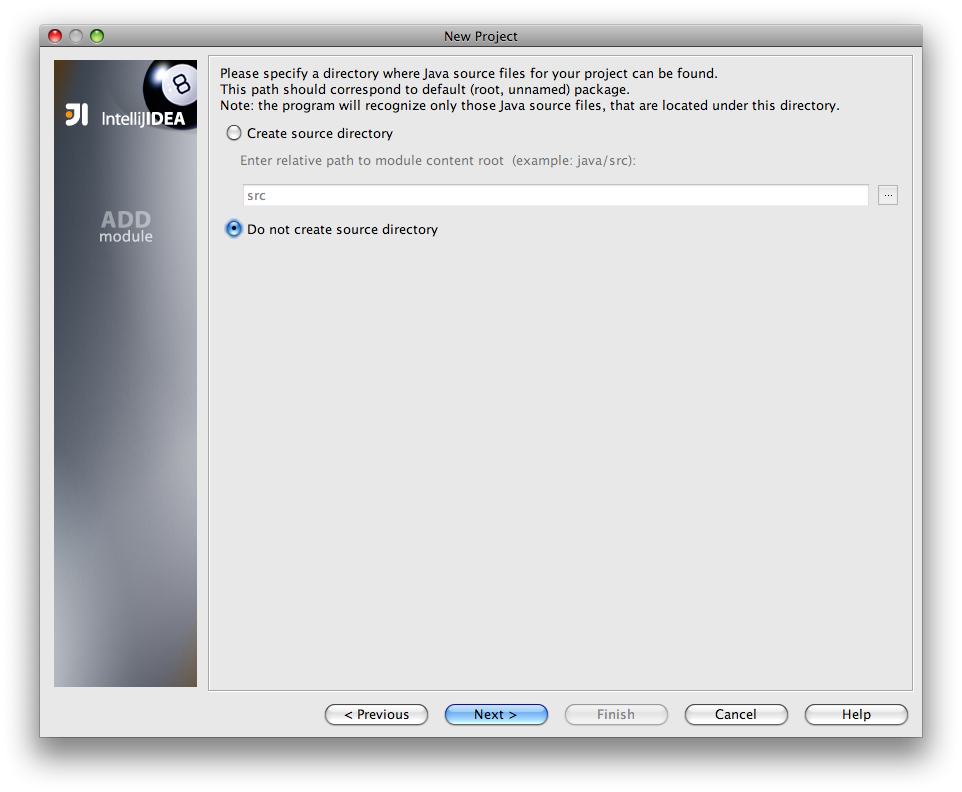 New Project
8
JI IntelliJIDEA
ADD
module
Please specify a directory where Java source files for your project can be found.
This path should correspond to default (root, unnamed) package.
Note: the program will recognize only those Java source files, that are located under this directory.
Create source directory
Enter relative path to module content root (example: java/src):
src
...
Do not create source directory
< Previous
Next >
Finish
Cancel
Help